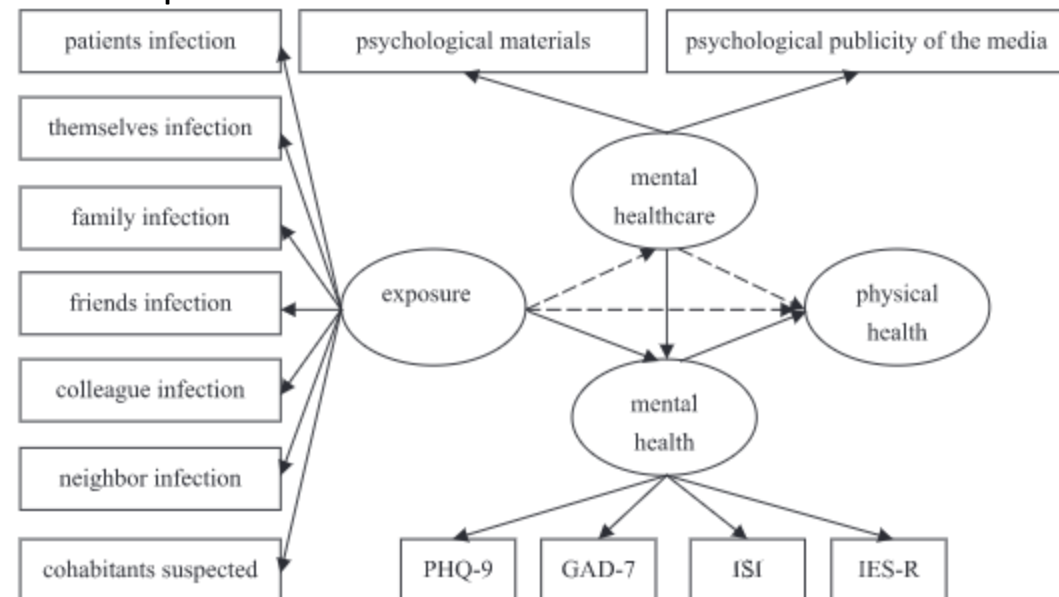 patients infection
psychological materials
psychological publicity of the media
themselves infection
mental
healthcare
family infection
exposure
friends infection
physical
health
colleague infection
mental
health
neighbor infection
cohabitants suspected
PHQ-9
GAD-7
ISI
IES-R